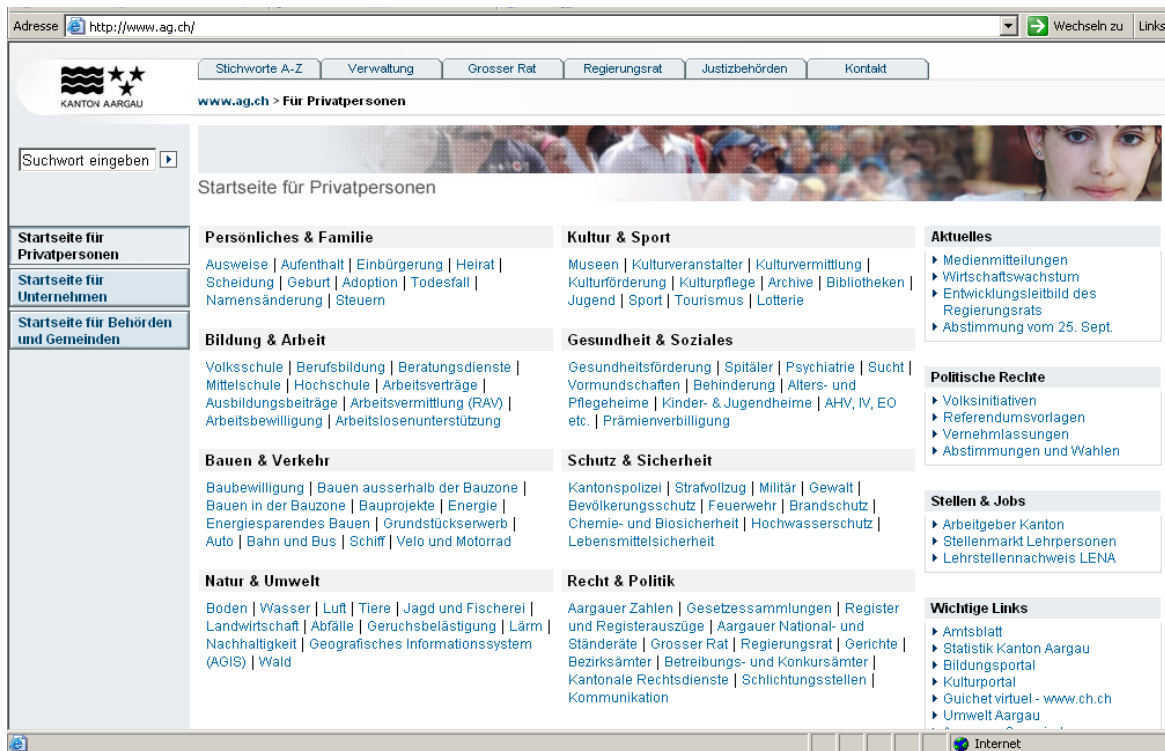 Adresse http://www.ag.ch/ Wechseln zu Links
Stichworte A-Z Verwaltung Grosser Rat Regierungsrat Justizbehörden Kontakt
KANTON AARGAU
www.ag.ch > Für Privatpersonen
Suchwort eingeben
Startseite für Privatpersonen
Startseite für
Privatpersonen
Startseite für
Unternehmen
Startseite für Behörden
und Gemeinden
Persönliches & Familie
Ausweise | Aufenthalt | Einbürgerung | Heirat |
Scheidung | Geburt | Adoption | Todesfall |
Namensänderung | Steuern
Bildung & Arbeit
Volksschule | Berufsbildung | Beratungsdienste |
Mittelschule | Hochschule | Arbeitsverträge |
Ausbildungsbeiträge | Arbeitsvermittlung (RAV) |
Arbeitsbewilligung | Arbeitslosenunterstützung
Bauen & Verkehr
Baubewilligung | Bauen ausserhalb der Bauzone |
Bauen in der Bauzone | Bauprojekte | Energie |
Energiesparendes Bauen | Grundstückserwerb |
Auto | Bahn und Bus | Schiff | Velo und Motorrad
Natur & Umwelt
Boden | Wasser | Luft | Tiere | Jagd und Fischerei |
Landwirtschaft | Abfälle | Geruchsbelästigung | Lärm |
Nachhaltigkeit | Geografisches Informationssystem
(AGIS) | Wald
Kultur & Sport
Museen | Kulturveranstalter | Kulturvermittlung |
Kulturförderung | Kulturpflege | Archive | Bibliotheken |
Jugend | Sport | Tourismus | Lotterie
Gesundheit & Soziales
Gesundheitsförderung | Spitäler | Psychiatrie | Sucht |
Vormundschaften | Behinderung | Alters- und
Pflegeheime | Kinder- & Jugendheime | AHV, IV, EO
etc. | Prämienverbilligung
Schutz & Sicherheit
Kantonspolizei | Strafvollzug | Militär | Gewalt |
Bevölkerungsschutz | Feuerwehr | Brandschutz |
Chemie- und Biosicherheit | Hochwasserschutz |
Lebensmittelsicherheit
Recht & Politik
Aargauer Zahlen | Gesetzessammlungen | Register
und Registerauszüge | Aargauer National- und
Ständeräte | Grosser Rat | Regierungsrat | Gerichte |
Bezirksämter | Betreibungs- und Konkursämter |
Kantonale Rechtsdienste | Schlichtungsstellen |
Kommunikation
Aktuelles
Medienmitteilungen
Wirtschaftswachstum
Entwicklungsleitbild des
Regierungsrats
Abstimmung vom 25. Sept.
Politische Rechte
Volksinitiativen
Referendumsvorlagen
Vernehmlassungen
Abstimmungen und Wahlen
Stellen & Jobs
Arbeitgeber Kanton
Stellenmarkt Lehrpersonen
Lehrstellennachweis LENA
Wichtige Links
Amtsblatt
Statistik Kanton Aargau
Bildungsportal
Kulturportal
Guichet virtuel - www.ch.ch
Umwelt Aargau
Internet